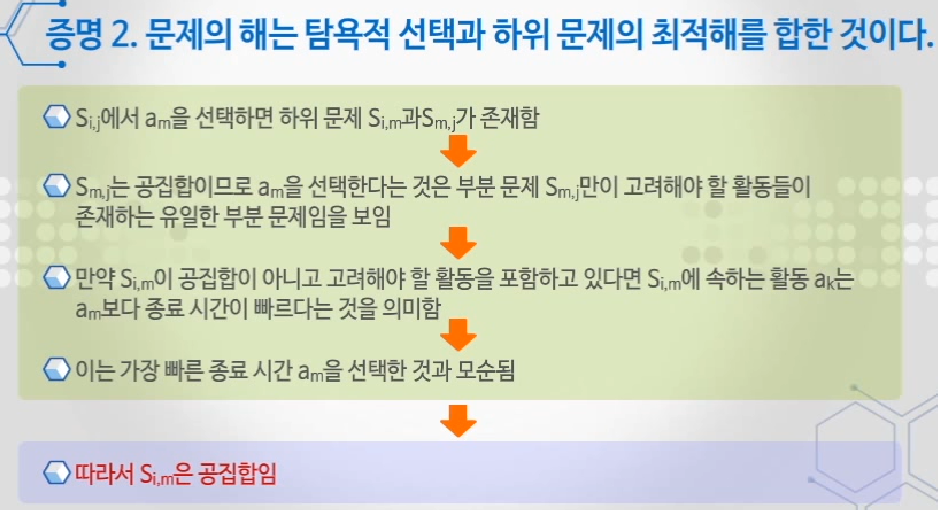 증명 2. 문제의 해는 탐욕적 선택과 하위 문제의 최적해를 합한 것이다.
Si,j에서 am을 선택하면 하위 문제 Si,m과Sm,j가 존재함
Sm,j는 공집합이므로 am을 선택한다는 것은 부분 문제 Sm,j만이 고려해야 할 활동들이
존재하는 유일한 부분 문제임을 보임
만약 Si,m이 공집합이 아니고 고려해야 할 활동을 포함하고 있다면 Si,m에 속하는 활동 ak는
am보다 종료 시간이 빠르다는 것을 의미함
이는 가장 빠른 종료 시간 am을 선택한 것과 모순됨
따라서 Si,m은 공집합임